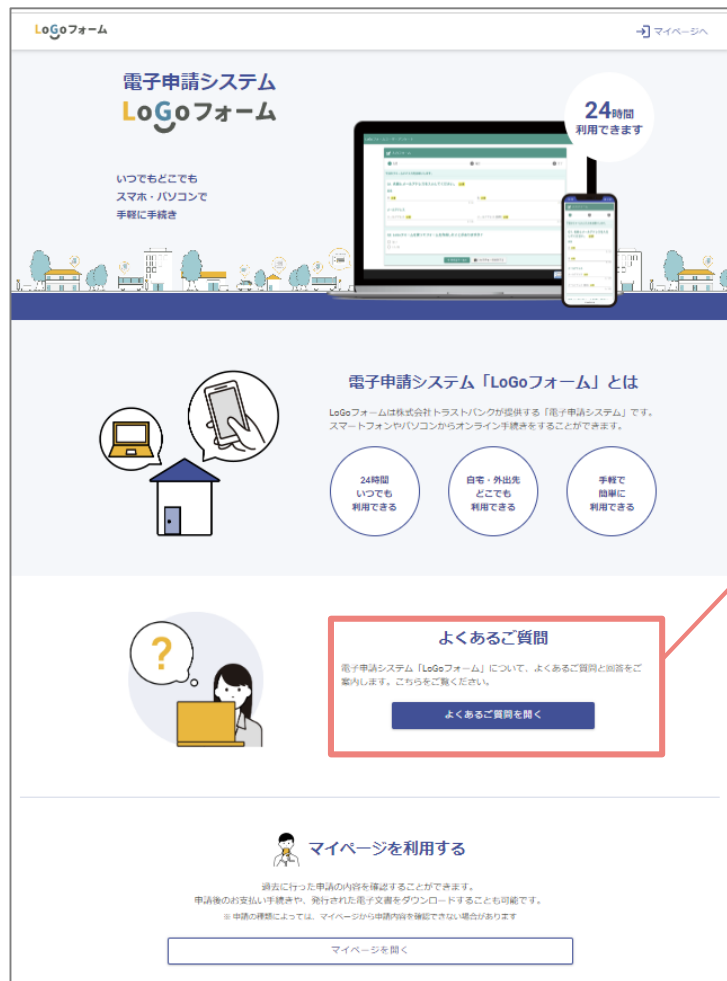 LoGoフォーム
マイページへ
電子申請システム
LoGoフォーム
24時間
利用できます
いつでもどこでも
スマホ・パソコンで
手軽に手続き
電子申請システム「LoGoフォーム」とは
LoGoフォームは株式会社トラストバンクが提供する「電子申請システム」です。
スマートフォンやパソコンからオンライン手続きをすることができます。
24時間
いつでも
利用できる
自宅・外出先
どこでも
利用できる
手軽で
簡単に
利用できる
?
よくあるご質問
電子申請システム「LoGoフォーム」について、よくあるご質問と回答をご
案内します。こちらをご覧ください。
よくあるご質問を開く
マイページを利用する
過去に行った申請の内容を確認することができます。
申請後のお支払い手続きや、発行された電子文書をダウンロードすることも可能です。
※ 申請の種類によっては、マイページから申請内容を確認できない場合があります
マイページを開く